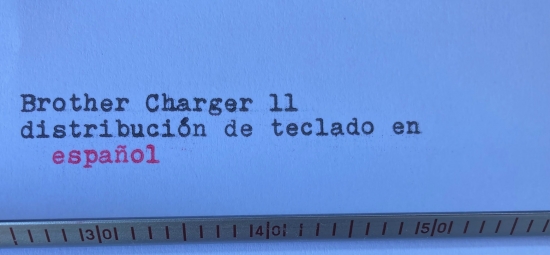 Brother Charger 11
distribución de teclado en
español
30 40 50